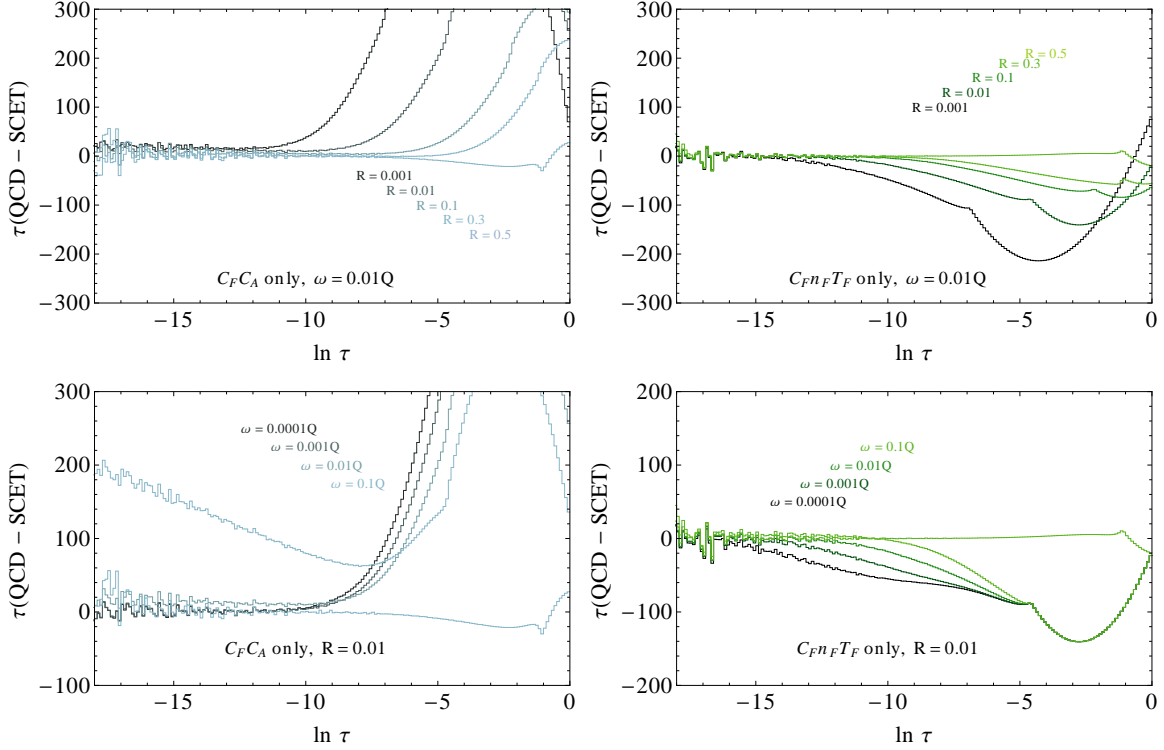 300
200
100
0
−100
−200
−300
τ(QCD − SCET)
R = 0.001
R = 0.01
R = 0.1
R = 0.3
R = 0.5
C_F C_A only, ω = 0.01Q
−15
−10
−5
0
ln τ
300
200
100
0
−100
−200
−300
τ(QCD − SCET)
R = 0.5
R = 0.3
R = 0.1
R = 0.01
R = 0.001
C_F n_F T_F only, ω = 0.01Q
−15
−10
−5
0
ln τ
300
200
100
0
−100
τ(QCD − SCET)
ω = 0.0001Q
ω = 0.001Q
ω = 0.01Q
ω = 0.1Q
C_F C_A only, R = 0.01
−15
−10
−5
0
ln τ
200
100
0
−100
−200
τ(QCD − SCET)
ω = 0.1Q
ω = 0.01Q
ω = 0.001Q
ω = 0.0001Q
C_F n_F T_F only, R = 0.01
−15
−10
−5
0
ln τ